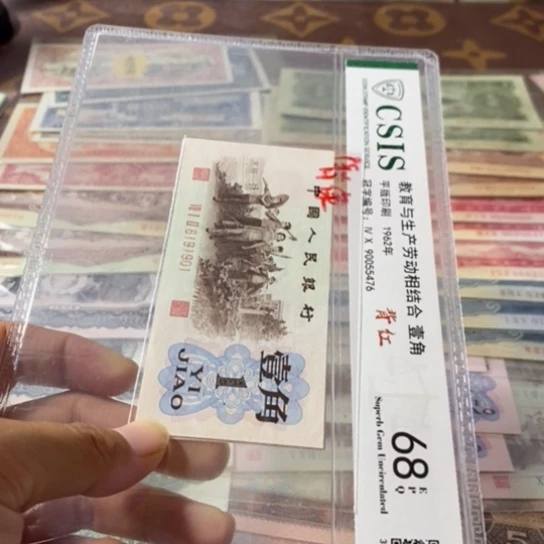 CSIS
教育与生产劳动相结合 壹角
平版印刷 1962年
冠字编号: IV X 90055476
背红
68
E
P
Q
Superb Gem Uncirculated
中國人民銀行
壹角
1
YI
JIAO